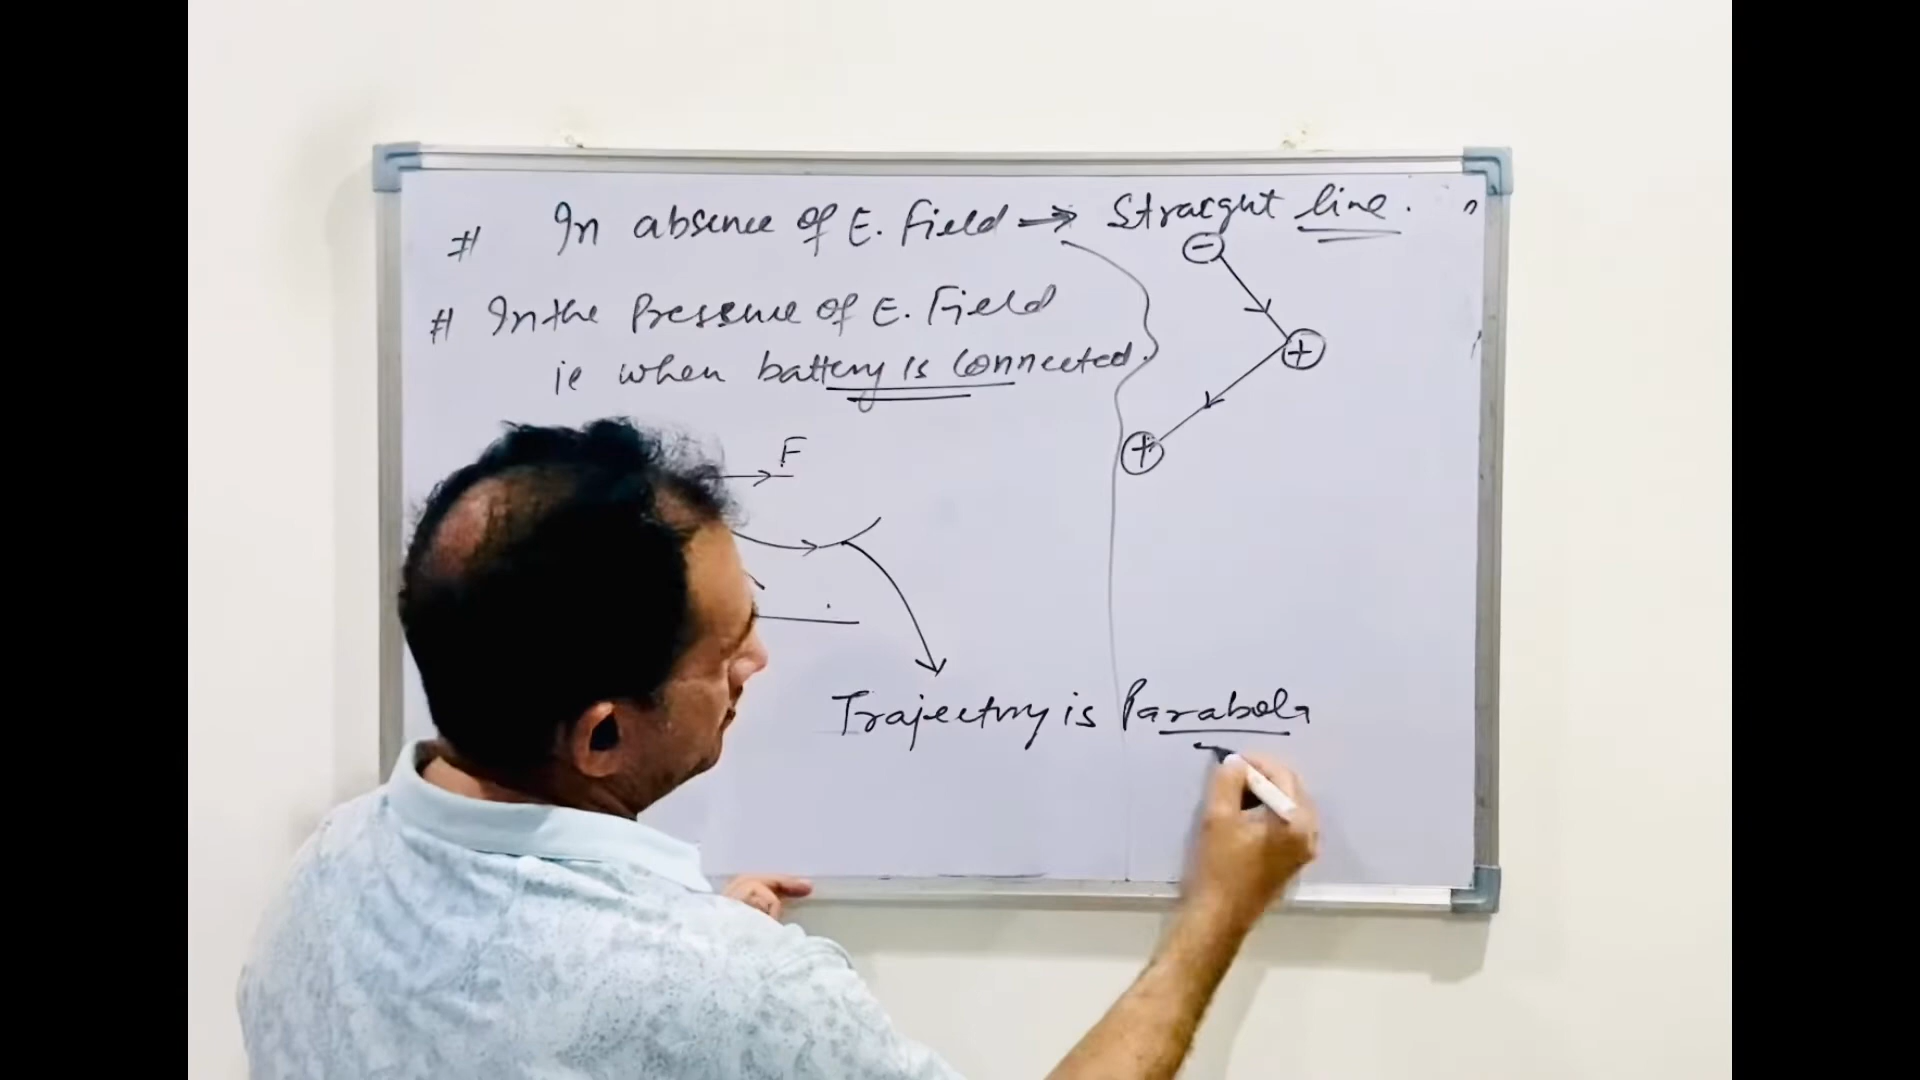 # In absence of E. Field → Straight line.
⊖
# In the Presence of E. Field
⊕
ie when battery is connected.
F
⊕
Trajectory is Parabola